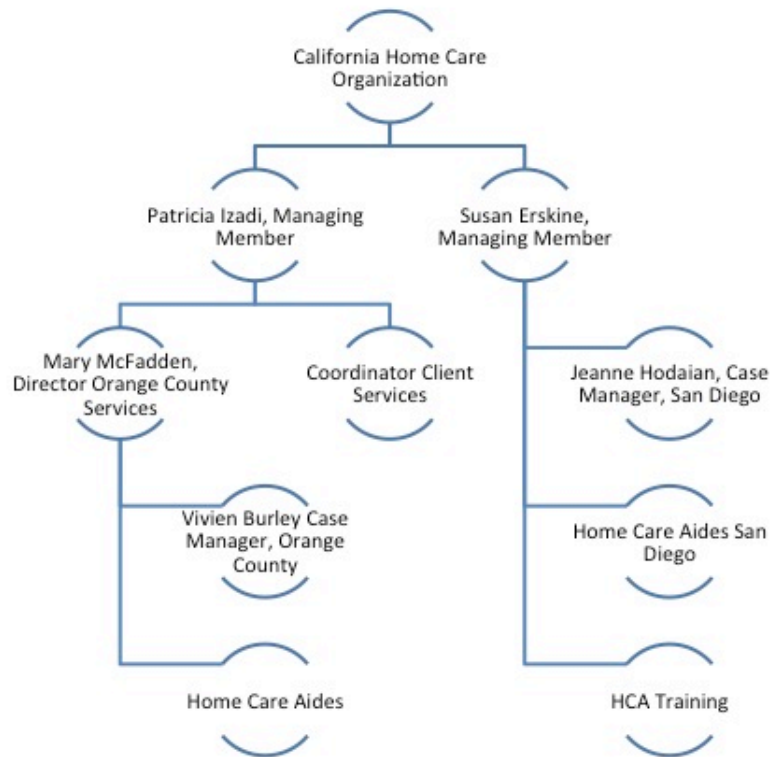 California Home Care
Organization
Patricia Izadi, Managing
Member
Susan Erskine,
Managing Member
Mary McFadden,
Director Orange County
Services
Coordinator Client
Services
Jeanne Hodaian, Case
Manager, San Diego
Vivien Burley Case
Manager, Orange
County
Home Care Aides San
Diego
Home Care Aides
HCA Training